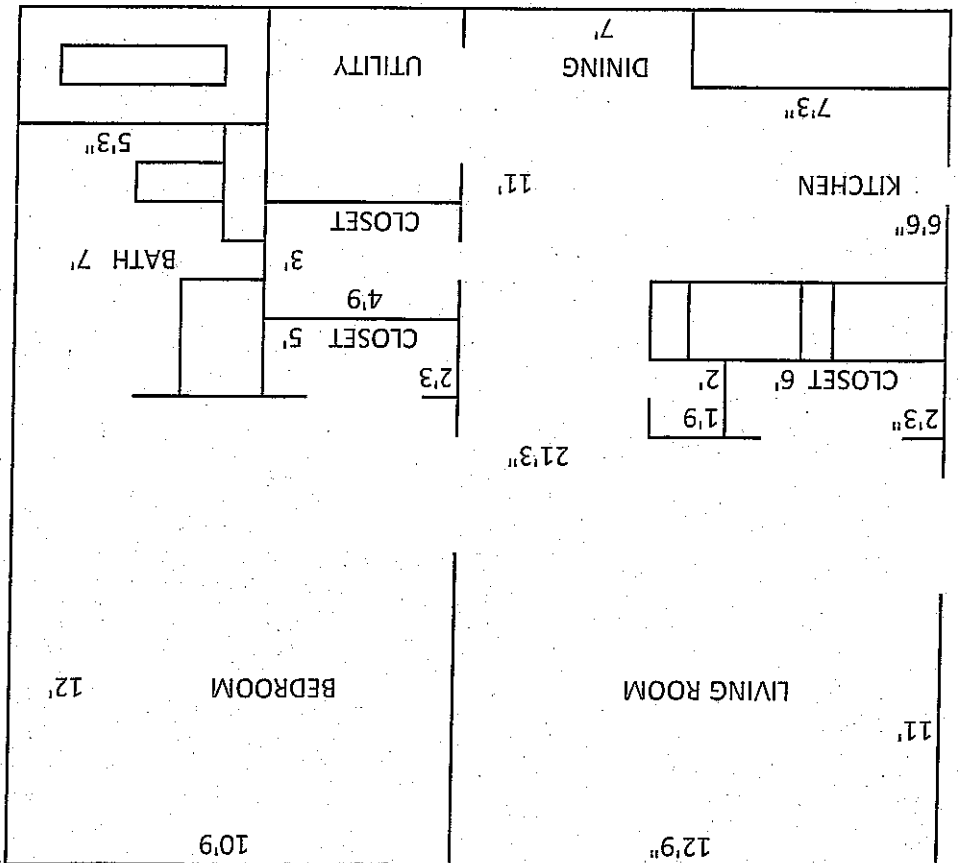 12'9"
10'9
11'
LIVING ROOM
BEDROOM
12'
21'3"
2'3"
1'9
CLOSET 6'
2'
2'3
CLOSET 5'
4'9
3'
BATH 7'
6'6"
CLOSET
KITCHEN
11'
5'3"
7'3"
DINING
UTILITY
7'